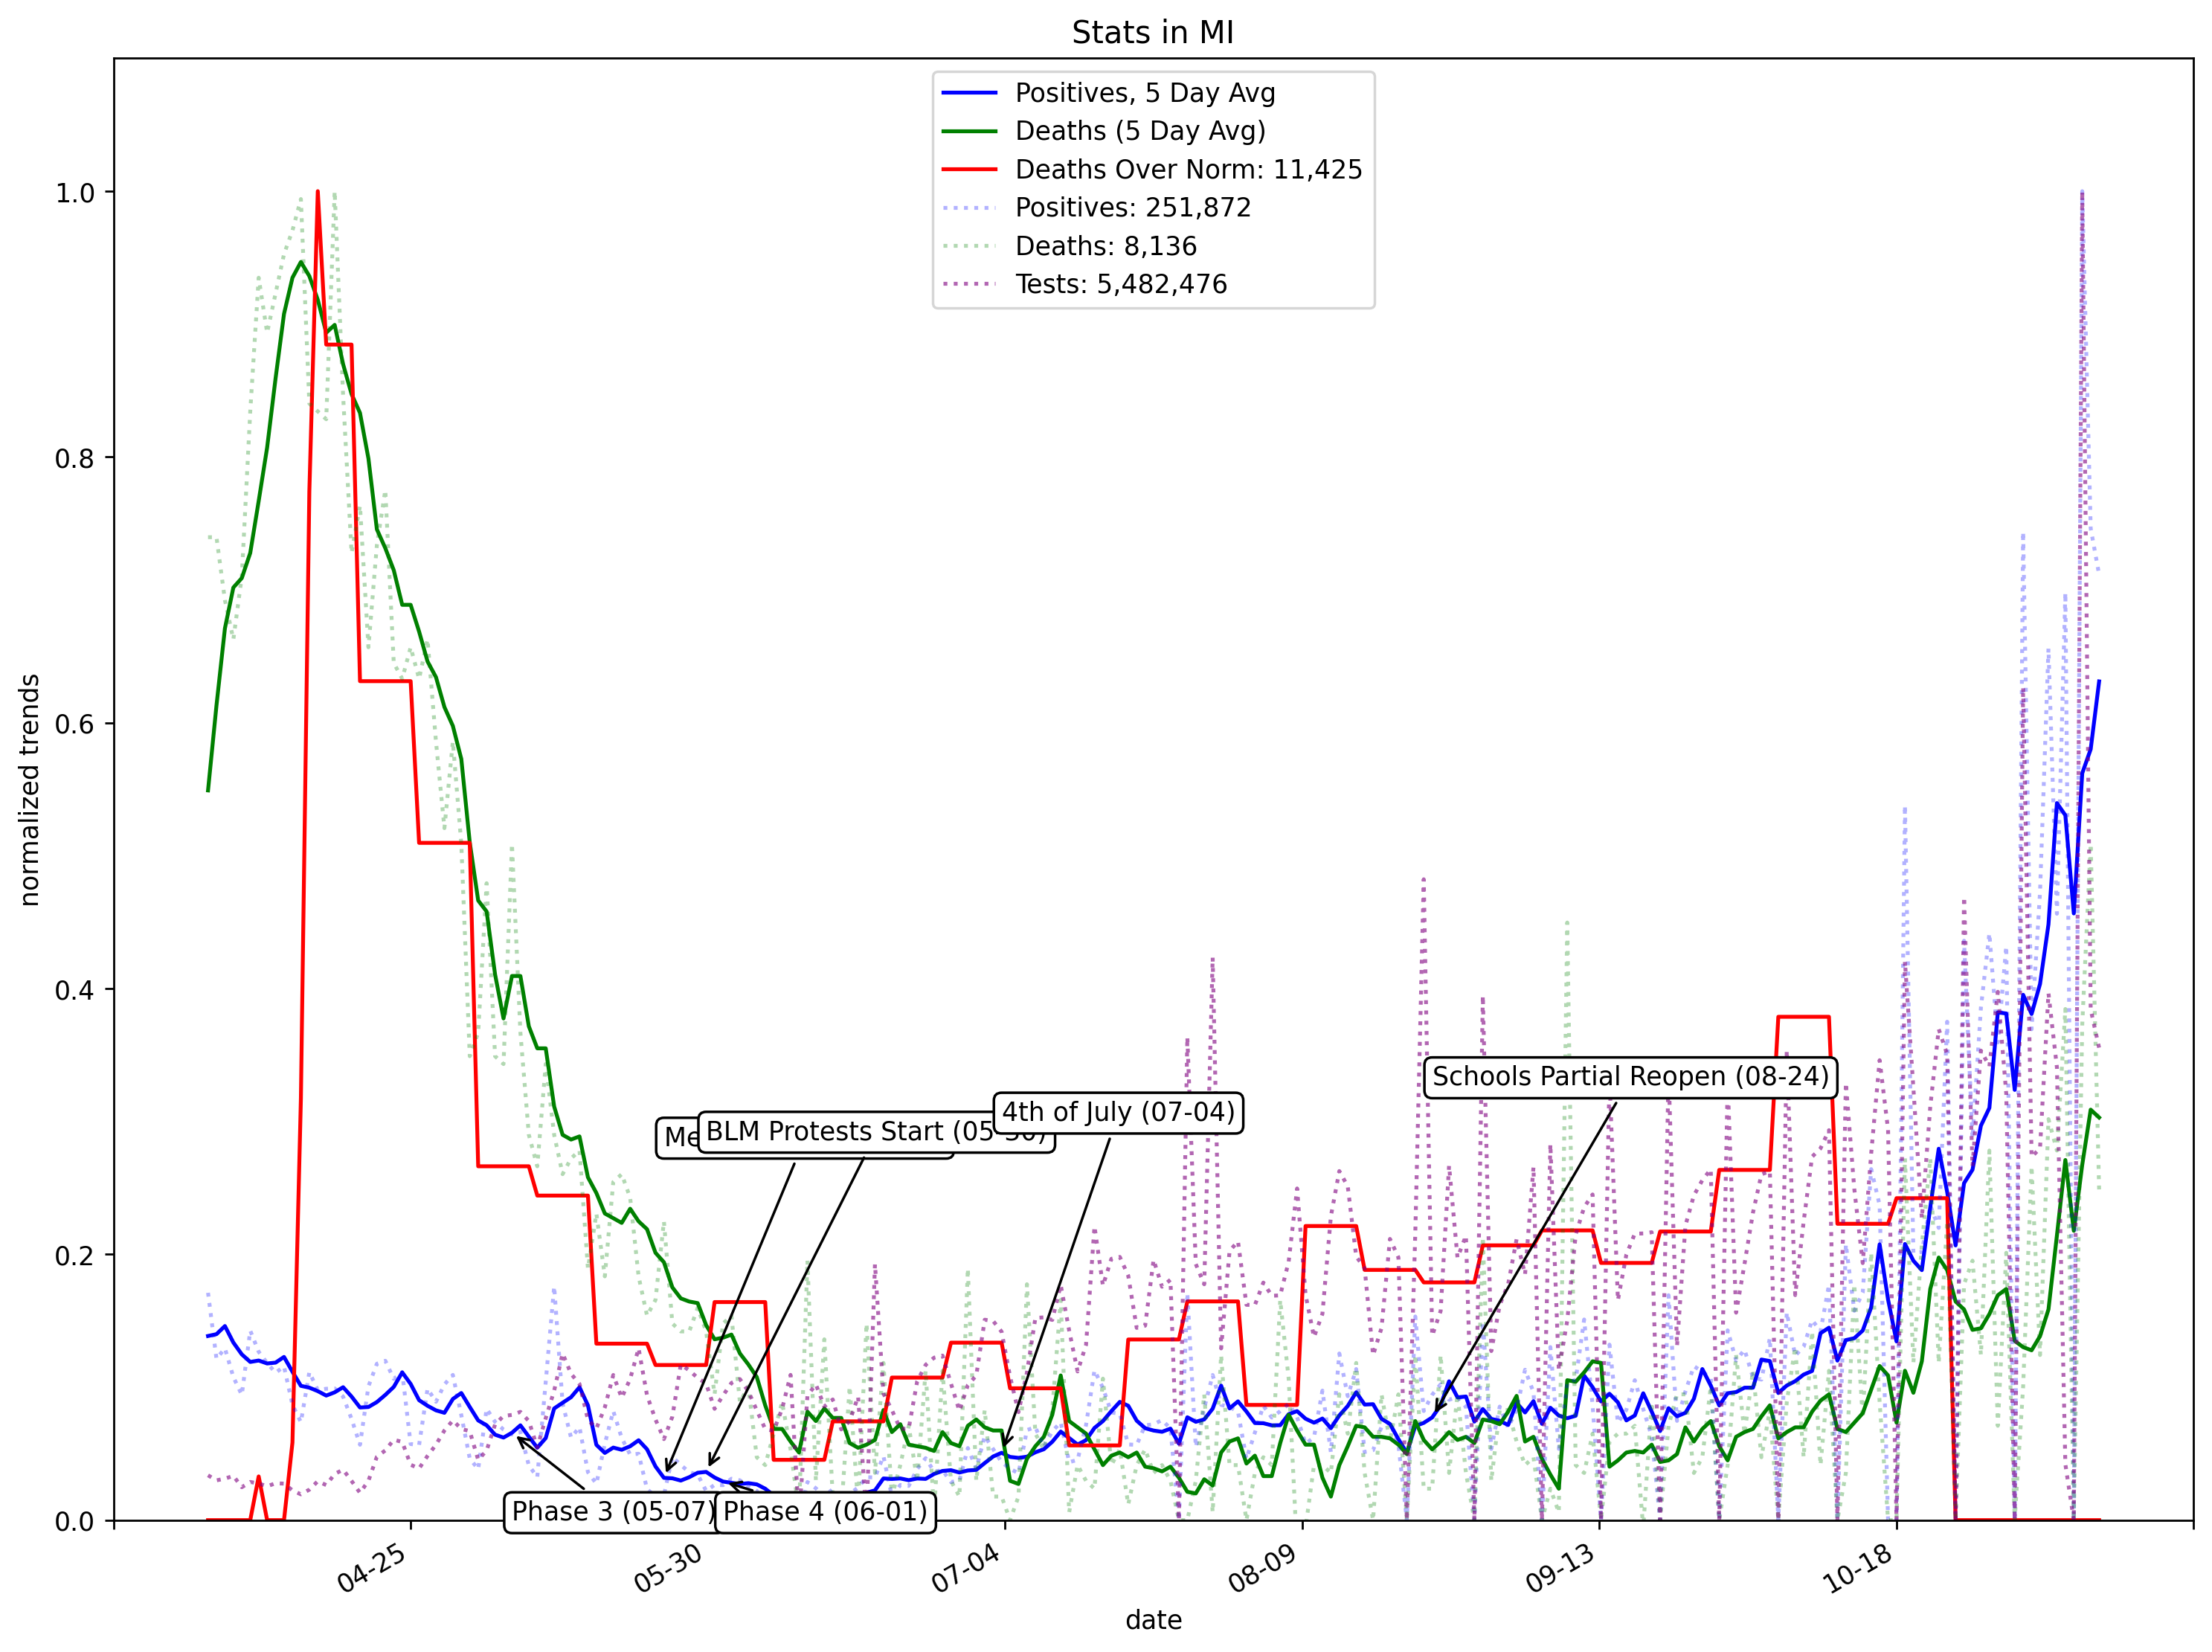 Stats in MI
Positives, 5 Day Avg
Deaths (5 Day Avg)
Deaths Over Norm: 11,425
Positives: 251,872
Deaths: 8,136
Tests: 5,482,476
normalized trends
1.0
0.8
0.6
0.4
0.2
0.0
Schools Partial Reopen (08-24)
4th of July (07-04)
BLM Protests Start (05-30)
Phase 3 (05-07)
Phase 4 (06-01)
04-25
05-30
07-04
08-09
09-13
10-18
date